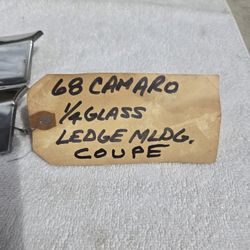 68 CAMARO
1/4 GLASS
LEDGE MLDG.
COUPE